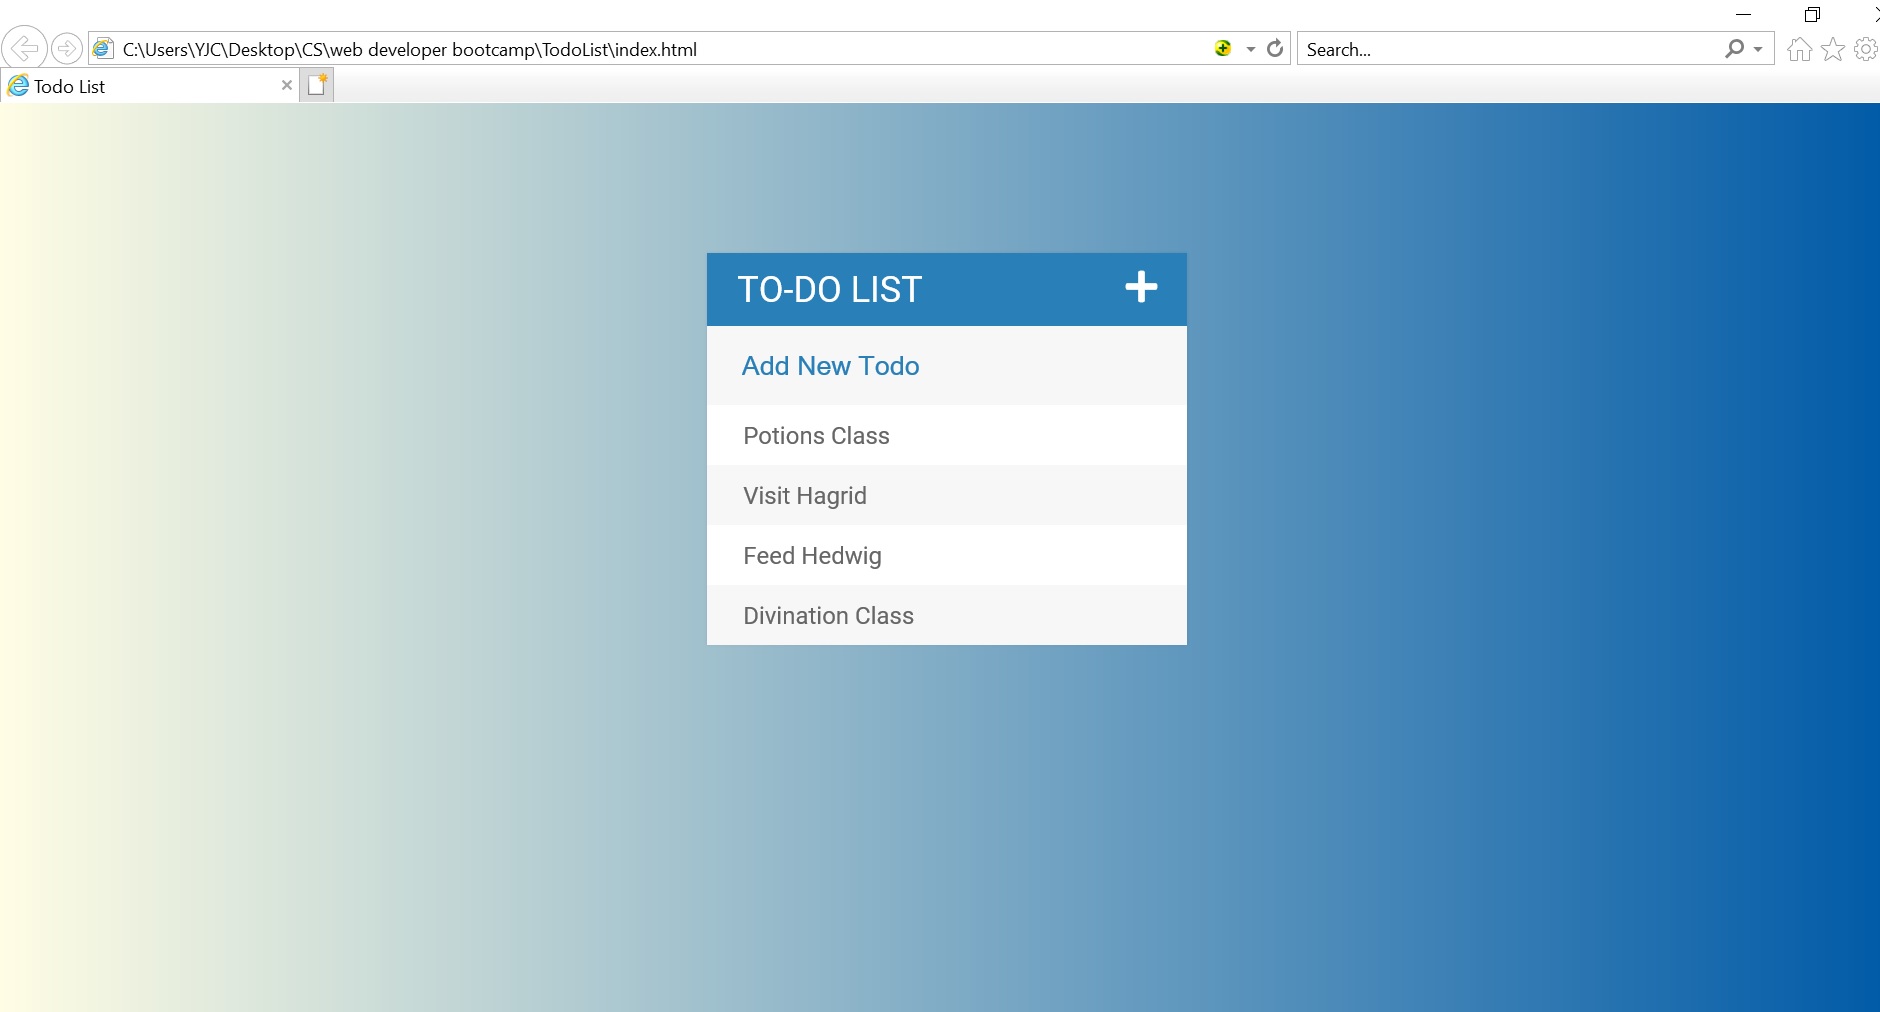 C:\Users\YJC\Desktop\CS\web developer bootcamp\TodoList\index.html
Search...
Todo List
TO-DO LIST
Add New Todo
Potions Class
Visit Hagrid
Feed Hedwig
Divination Class